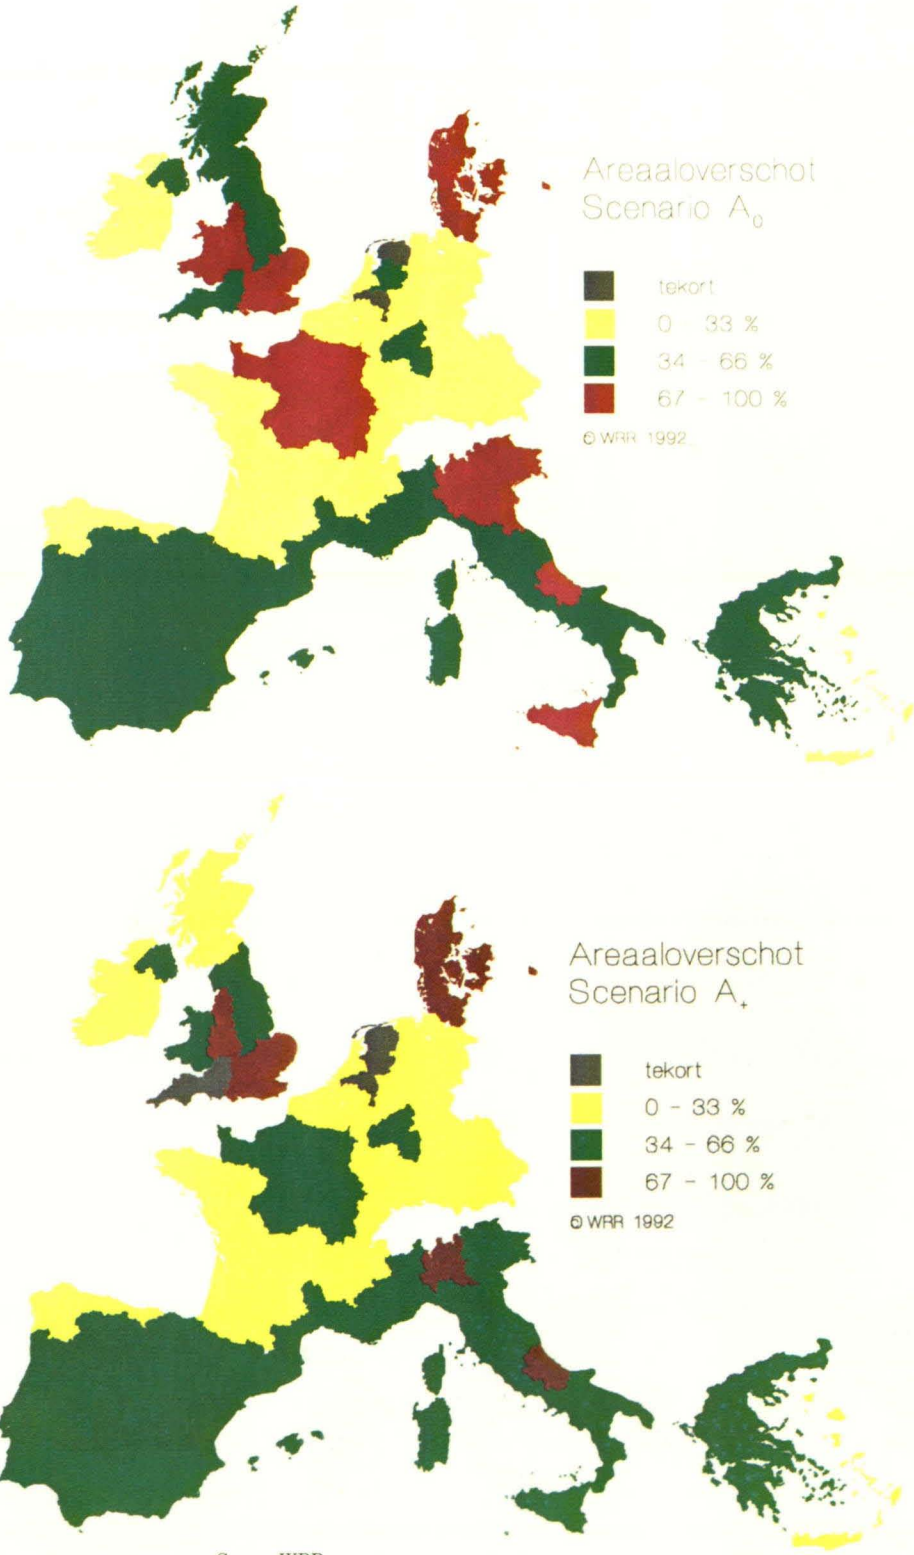 Areaaloverschot
Scenario A₀
tekort
0 - 33 %
34 - 66 %
67 - 100 %
© WRR 1992
Areaaloverschot
Scenario A₊
tekort
0 - 33 %
34 - 66 %
67 - 100 %
© WRR 1992